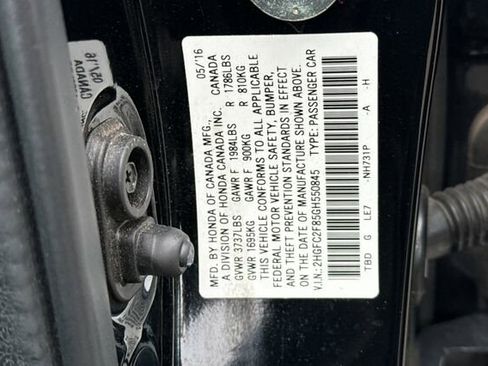 MFD. BY HONDA OF CANADA MFG., 05/16
A DIVISION OF HONDA CANADA INC. CANADA
GVWR 3737LBS GAWR F 1984LBS R 1786LBS
GVWR 1695KG GAWR F 900KG R 810KG
THIS VEHICLE CONFORMS TO ALL APPLICABLE
FEDERAL MOTOR VEHICLE SAFETY, BUMPER,
AND THEFT PREVENTION STANDARDS IN EFFECT
ON THE DATE OF MANUFACTURE SHOWN ABOVE.
V.I.N.: 2HGFC2F85GH550845 TYPE: PASSENGER CAR
TBD G LE7 -NH731P -A -H
CANADA